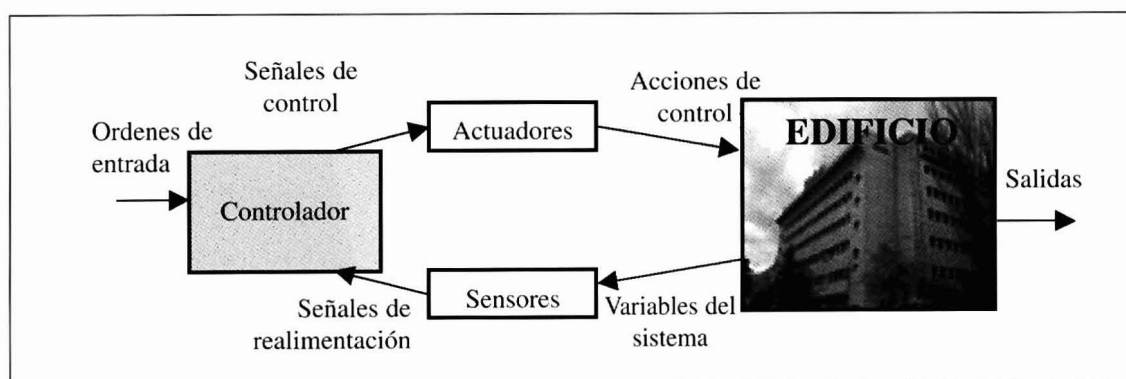 Señales de
control
Ordenes de
entrada
Controlador
Actuadores
Acciones de
control
EDIFICIO
Salidas
Sensores
Señales de
realimentación
Variables del
sistema